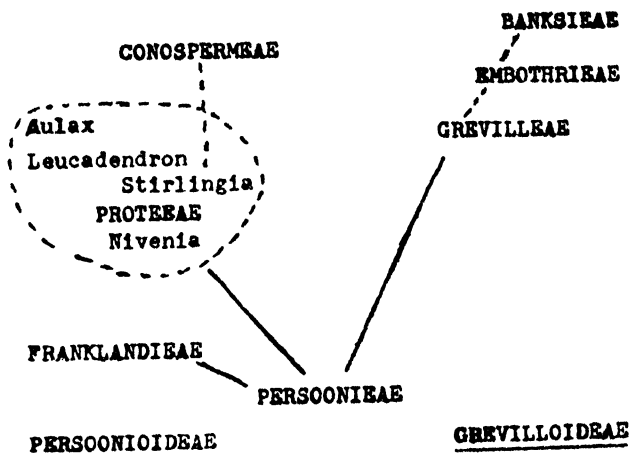 BANKSIEAE
CONOSPERMEAE
EMBOTHRIEAE
Aulax
GREVILLEAE
Leucadendron
Stirlingia
PROTEEAE
Nivenia
FRANKLANDIEAE
PERSOONIEAE
PERSOONIOIDEAE
GREVILLOIDEAE